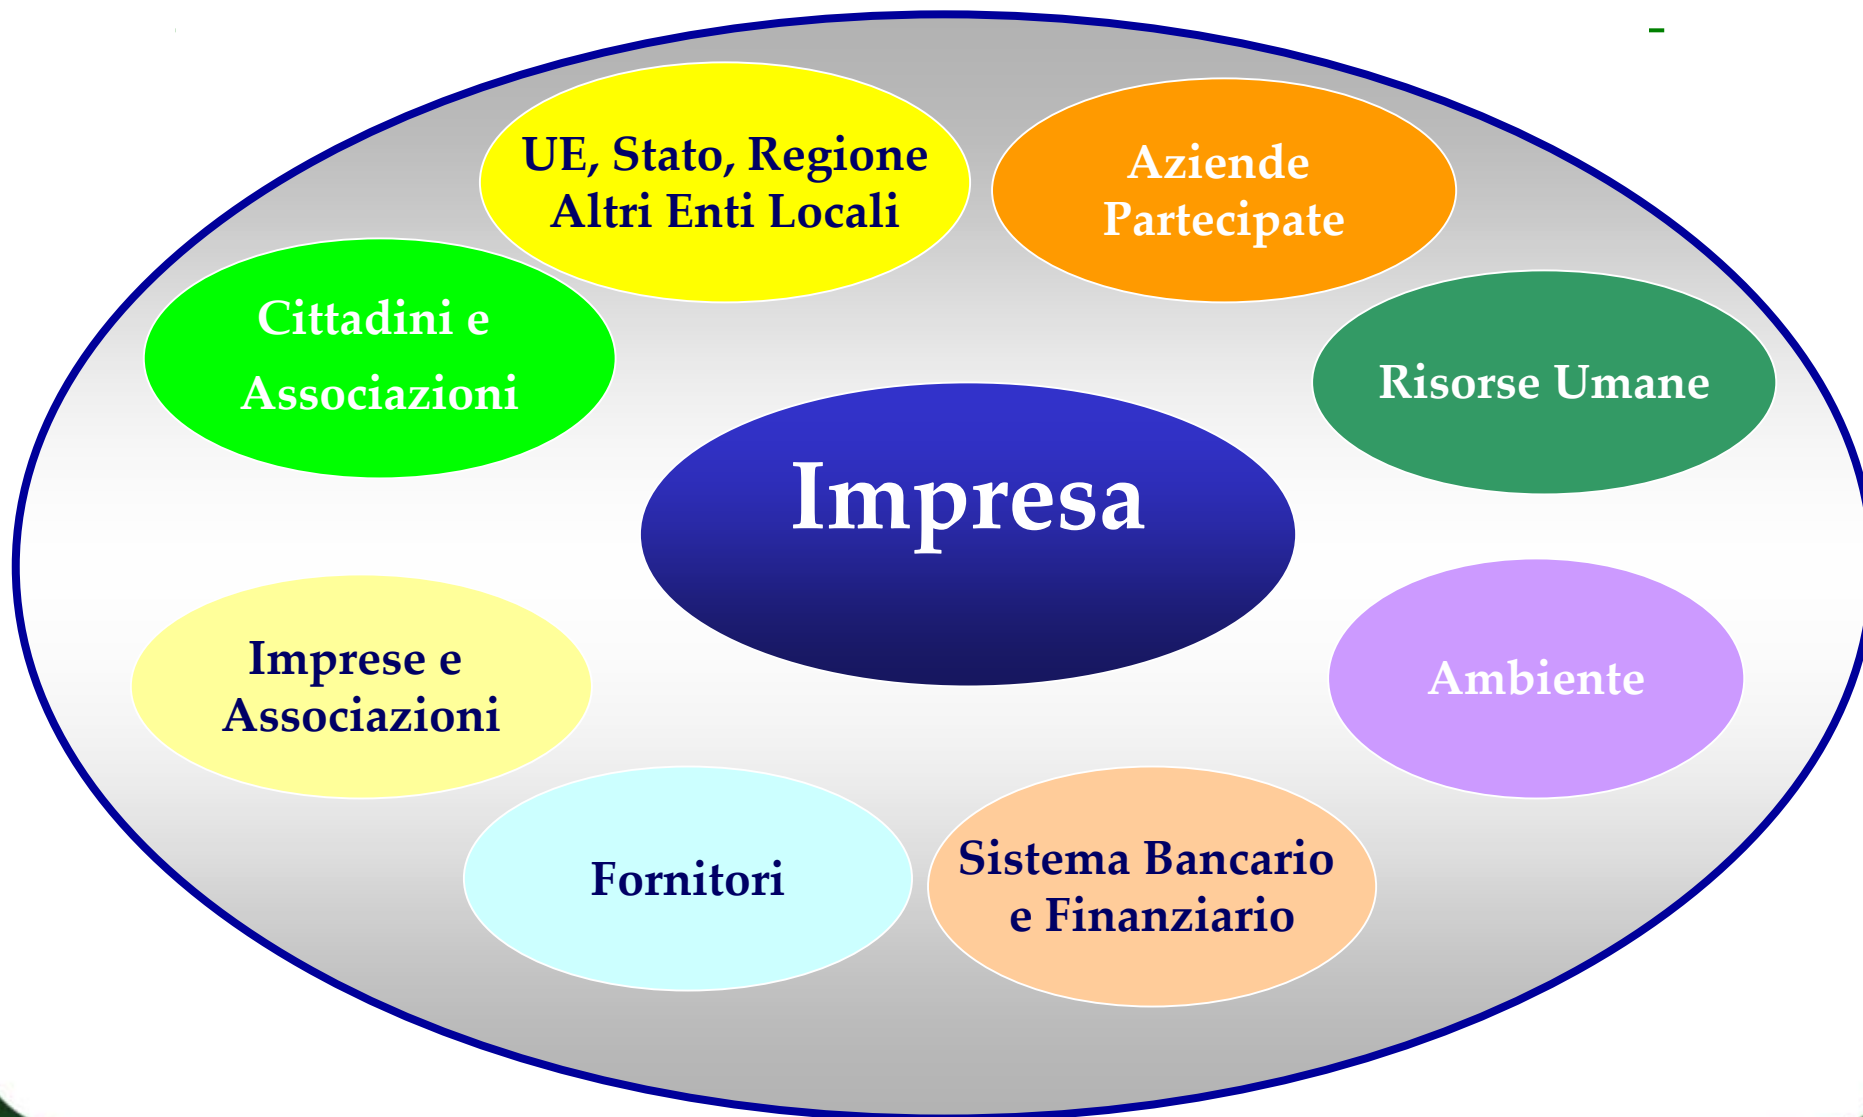 UE, Stato, Regione
Altri Enti Locali
Aziende
Partecipate
Cittadini e
Associazioni
Risorse Umane
Impresa
Imprese e
Associazioni
Ambiente
Fornitori
Sistema Bancario
e Finanziario